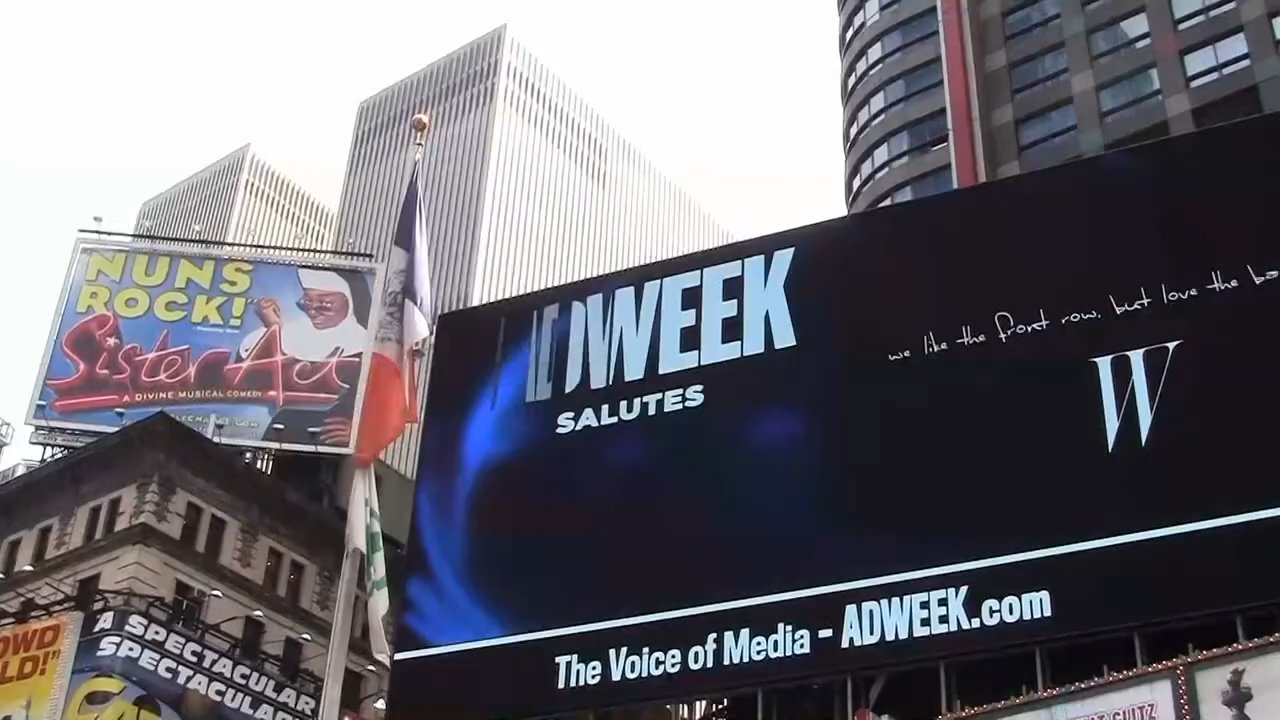 NUNS
ROCK!"
Sister Act
A DIVINE MUSICAL COMEDY
ADWEEK
SALUTES
we like the front row, but love the
W
The Voice of Media - ADWEEK.com
A SPECTACULAR
SPECTACULAR